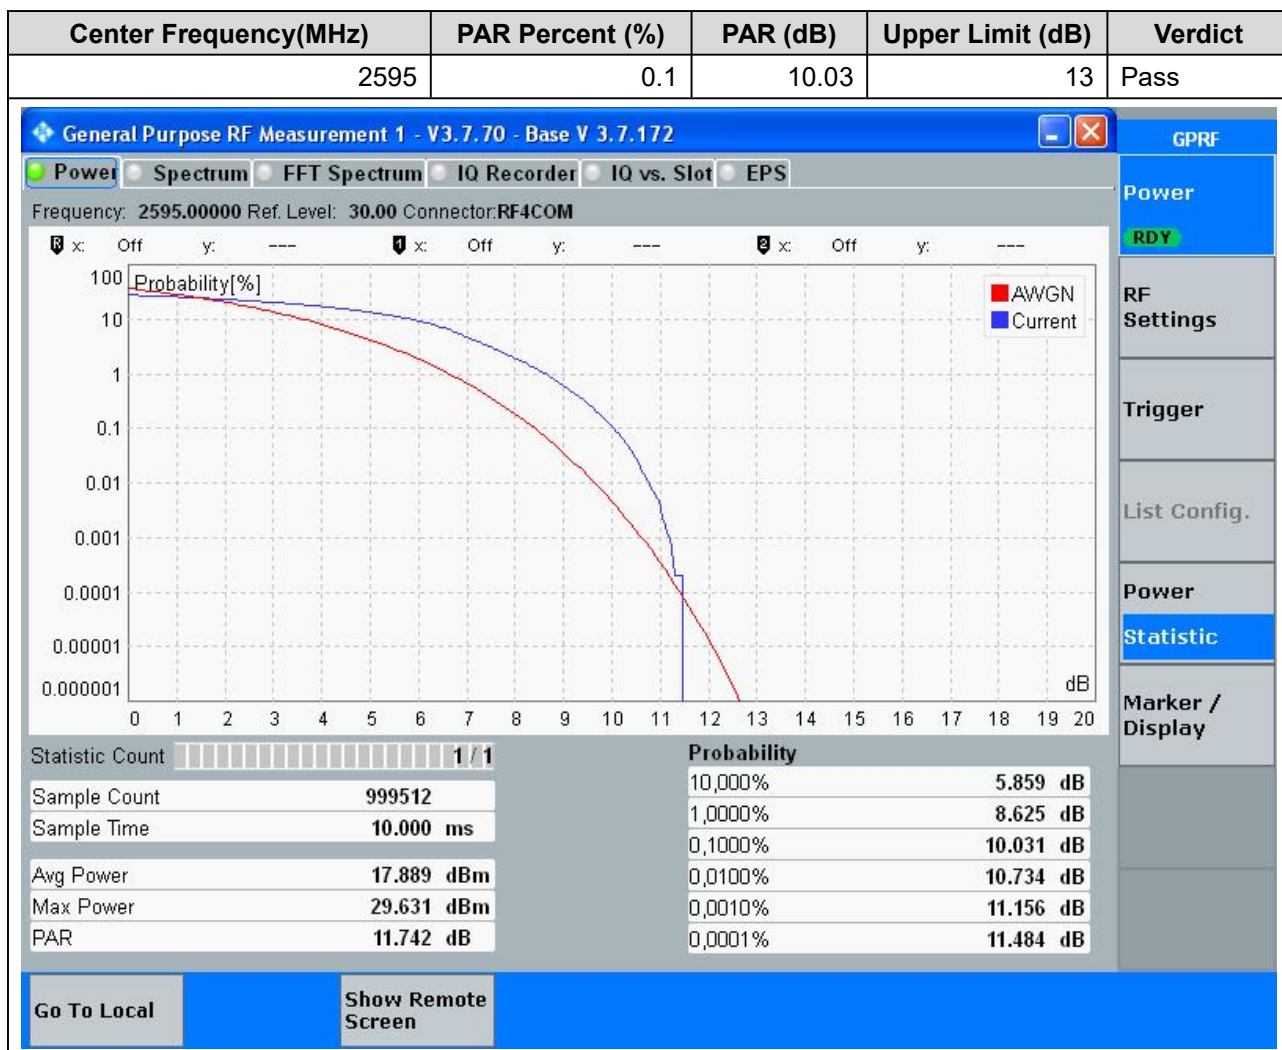 Center Frequency(MHz) PAR Percent (%) PAR (dB) Upper Limit (dB) Verdict
2595 0.1 10.03 13 Pass
General Purpose RF Measurement 1 - V3.7.70 - Base V 3.7.172
GPRF
Power Spectrum FFT Spectrum IQ Recorder IQ vs. Slot EPS
Frequency: 2595.00000 Ref. Level: 30.00 Connector:RF4COM
R x: Off y: --- 1 x: Off y: --- 2 x: Off y: ---
Probability[%]
100
10
1
0.1
0.01
0.001
0.0001
0.00001
0.000001
AWGN
Current
dB
0 1 2 3 4 5 6 7 8 9 10 11 12 13 14 15 16 17 18 19 20
Statistic Count 1 / 1
Sample Count 999512
Sample Time 10.000 ms
Avg Power 17.889 dBm
Max Power 29.631 dBm
PAR 11.742 dB
Probability
10,000% 5.859 dB
1,0000% 8.625 dB
0,1000% 10.031 dB
0,0100% 10.734 dB
0,0010% 11.156 dB
0,0001% 11.484 dB
Power
RDY
RF
Settings
Trigger
List Config.
Power
Statistic
Marker /
Display
Go To Local
Show Remote
Screen